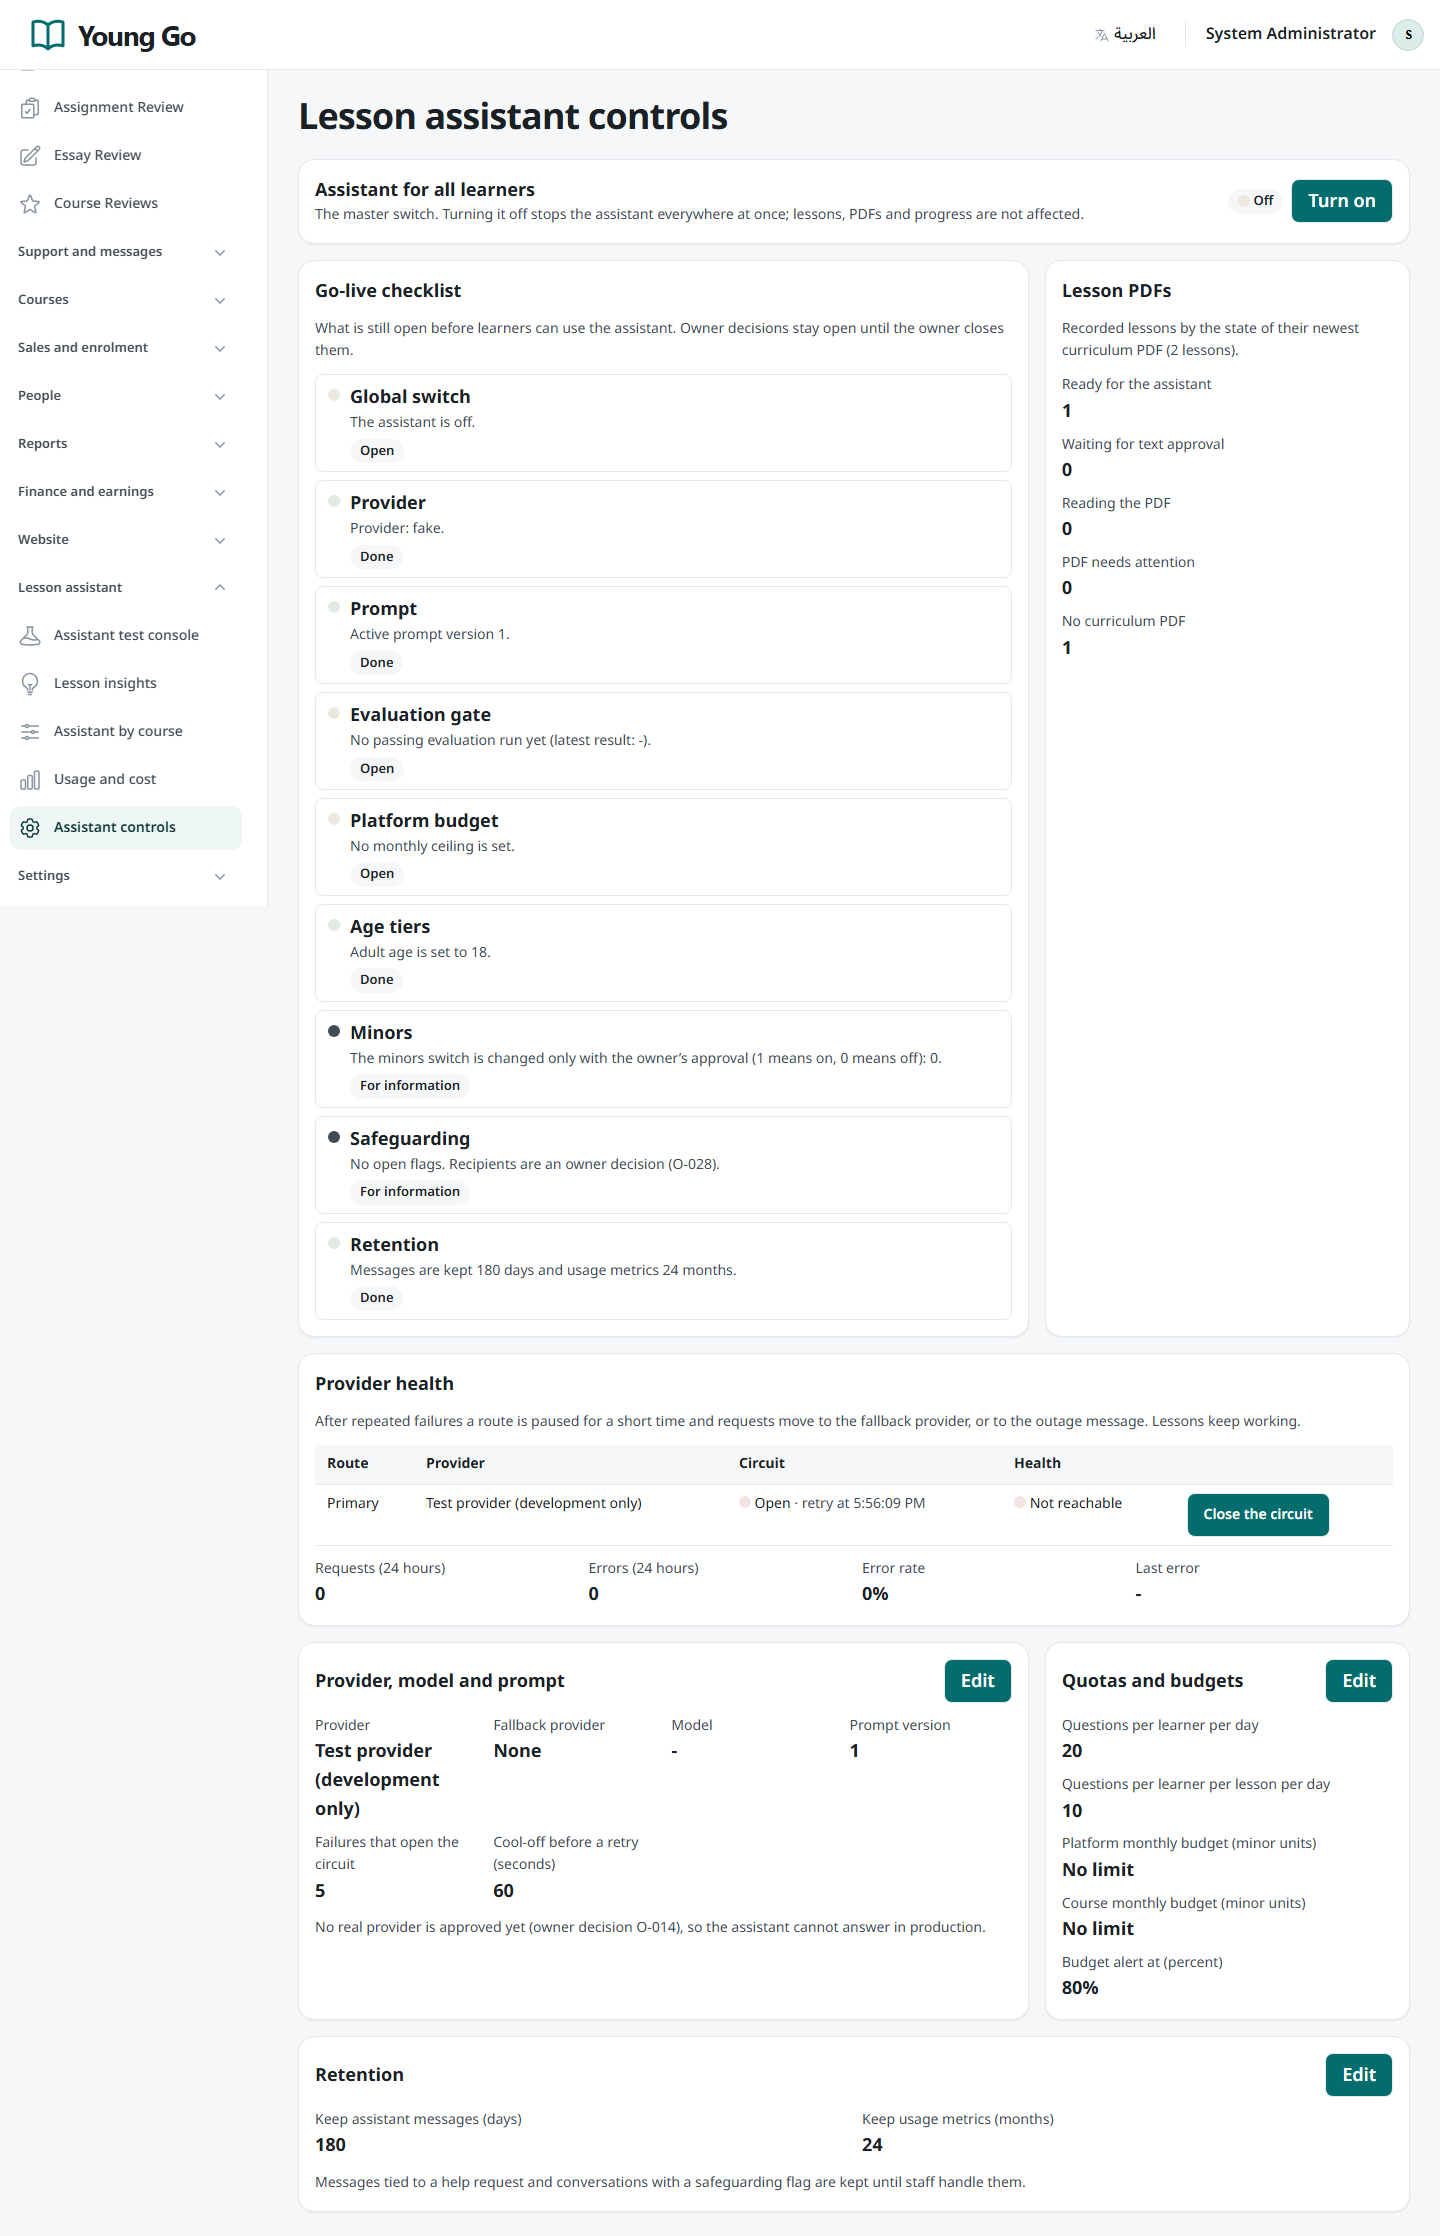 Young Go
العربية
System Administrator
S
Assignment Review
Essay Review
Course Reviews
Support and messages
Courses
Sales and enrolment
People
Reports
Finance and earnings
Website
Lesson assistant
Assistant test console
Lesson insights
Assistant by course
Usage and cost
Assistant controls
Settings
Lesson assistant controls
Assistant for all learners
The master switch. Turning it off stops the assistant everywhere at once; lessons, PDFs and progress are not affected.
Off
Turn on
Go-live checklist
What is still open before learners can use the assistant. Owner decisions stay open until the owner closes
them.
Global switch
The assistant is off.
Open
Provider
Provider: fake.
Done
Prompt
Active prompt version 1.
Done
Evaluation gate
No passing evaluation run yet (latest result: -).
Open
Platform budget
No monthly ceiling is set.
Open
Age tiers
Adult age is set to 18.
Done
Minors
The minors switch is changed only with the owner’s approval (1 means on, 0 means off): 0.
For information
Safeguarding
No open flags. Recipients are an owner decision (O-028).
For information
Retention
Messages are kept 180 days and usage metrics 24 months.
Done
Lesson PDFs
Recorded lessons by the state of their newest
curriculum PDF (2 lessons).
Ready for the assistant
1
Waiting for text approval
0
Reading the PDF
0
PDF needs attention
0
No curriculum PDF
1
Provider health
After repeated failures a route is paused for a short time and requests move to the fallback provider, or to the outage message. Lessons keep working.
Route Provider Circuit Health
Primary Test provider (development only) Open · retry at 5:56:09 PM Not reachable Close the circuit
Requests (24 hours) Errors (24 hours) Error rate Last error
0 0 0% -
Provider, model and prompt
Edit
Provider Fallback provider Model Prompt version
Test provider None - 1
(development
only)
Failures that open the Cool-off before a retry
circuit (seconds)
5 60
No real provider is approved yet (owner decision O-014), so the assistant cannot answer in production.
Quotas and budgets
Edit
Questions per learner per day
20
Questions per learner per lesson per day
10
Platform monthly budget (minor units)
No limit
Course monthly budget (minor units)
No limit
Budget alert at (percent)
80%
Retention
Edit
Keep assistant messages (days) Keep usage metrics (months)
180 24
Messages tied to a help request and conversations with a safeguarding flag are kept until staff handle them.